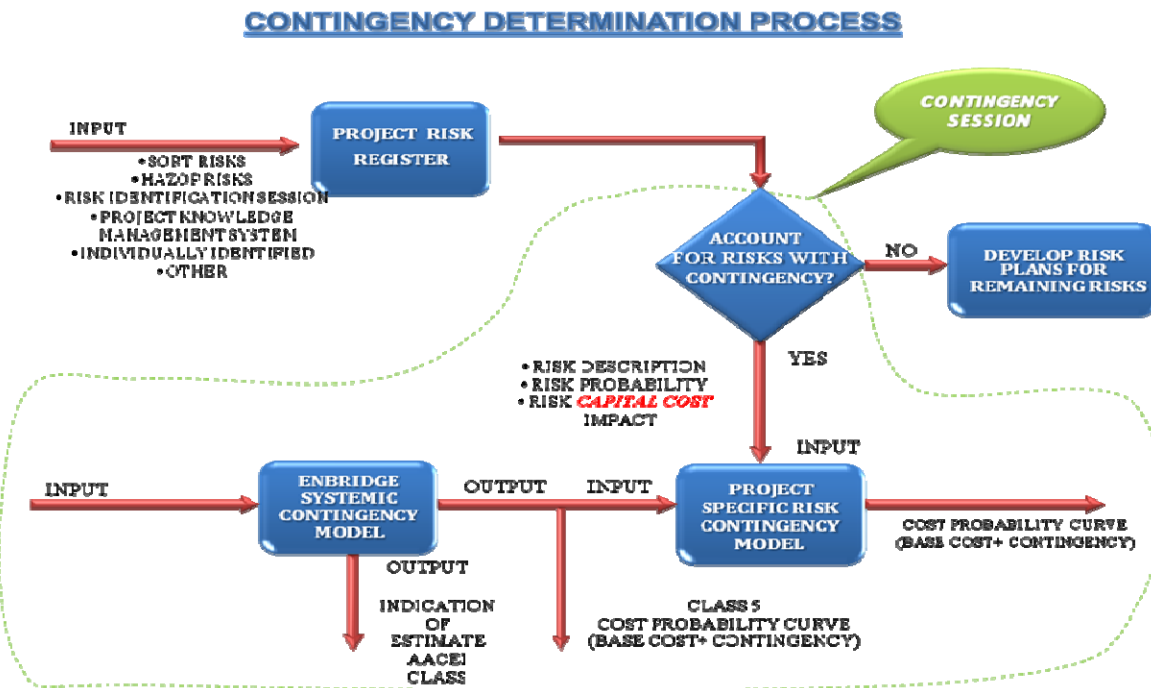 CONTINGENCY DETERMINATION PROCESS
CONTINGENCY
SESSION
INPUT
PROJECT RISK
REGISTER
• SORT RISKS
• HAZOP RISKS
• RISK IDENTIFICATION SESSION
• PROJECT KNOWLEDGE
MANAGEMENT SYSTEM
• INDIVIDUALLY IDENTIFIED
• OTHER
ACCOUNT
FOR RISKS WITH
CONTINGENCY?
NO
DEVELOP RISK
PLANS FOR
REMAINING RISKS
YES
• RISK DESCRIPTION
• RISK PROBABILITY
• RISK CAPITAL COST
IMPACT
INPUT
INPUT
ENBRIDGE
SYSTEMIC
CONTINGENCY
MODEL
OUTPUT
INPUT
PROJECT
SPECIFIC RISK
CONTINGENCY
MODEL
COST PROBABILITY CURVE
(BASE COST+ CONTINGENCY)
OUTPUT
INDICATION
OF
ESTIMATE
AACEI
CLASS
CLASS 5
COST PROBABILITY CURVE
(BASE COST+ CONTINGENCY)